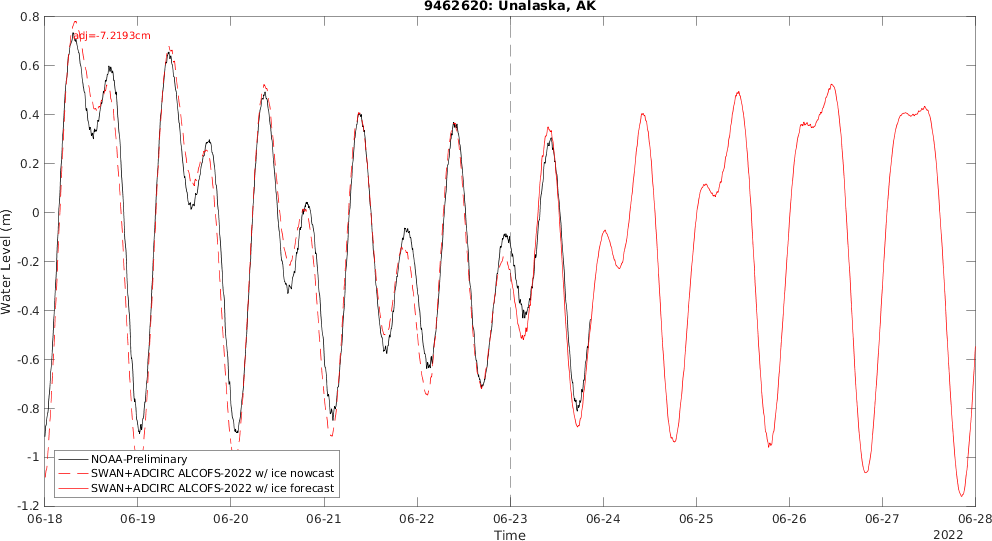 9462620: Unalaska, AK
adj=-7.2193cm
0.8
0.6
0.4
0.2
0
-0.2
-0.4
-0.6
-0.8
-1
-1.2
Water Level (m)
NOAA-Preliminary
SWAN+ADCIRC ALCOFS-2022 w/ ice nowcast
SWAN+ADCIRC ALCOFS-2022 w/ ice forecast
06-18 06-19 06-20 06-21 06-22 06-23 06-24 06-25 06-26 06-27 06-28
Time
2022